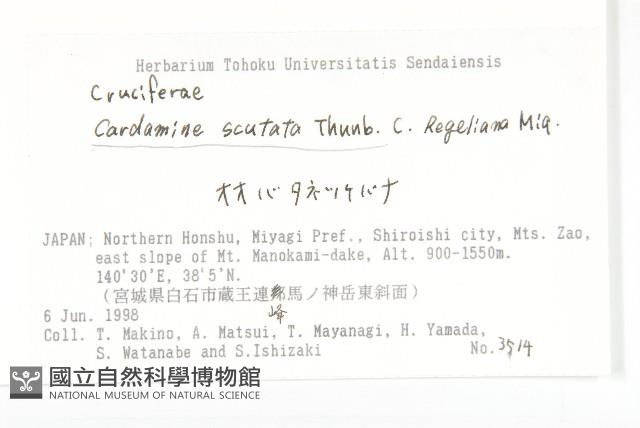 Herbarium Tohoku Universitatis Sendaiensis
Cruciferae
Cardamine scutata Thunb. C. Regeliana Miq.
オオバタネツケバナ
JAPAN; Northern Honshu, Miyagi Pref., Shiroishi city, Mts. Zao,
east slope of Mt. Manokami-dake, Alt. 900-1550m.
140°30'E, 38°5'N.
(宮城県白石市蔵王連峰馬ノ神岳東斜面)
6 Jun. 1998
Coll. T. Makino, A. Matsui, T. Mayanagi, H. Yamada,
S. Watanabe and S.Ishizaki No. 3514
國立自然科學博物館
NATIONAL MUSEUM OF NATURAL SCIENCE